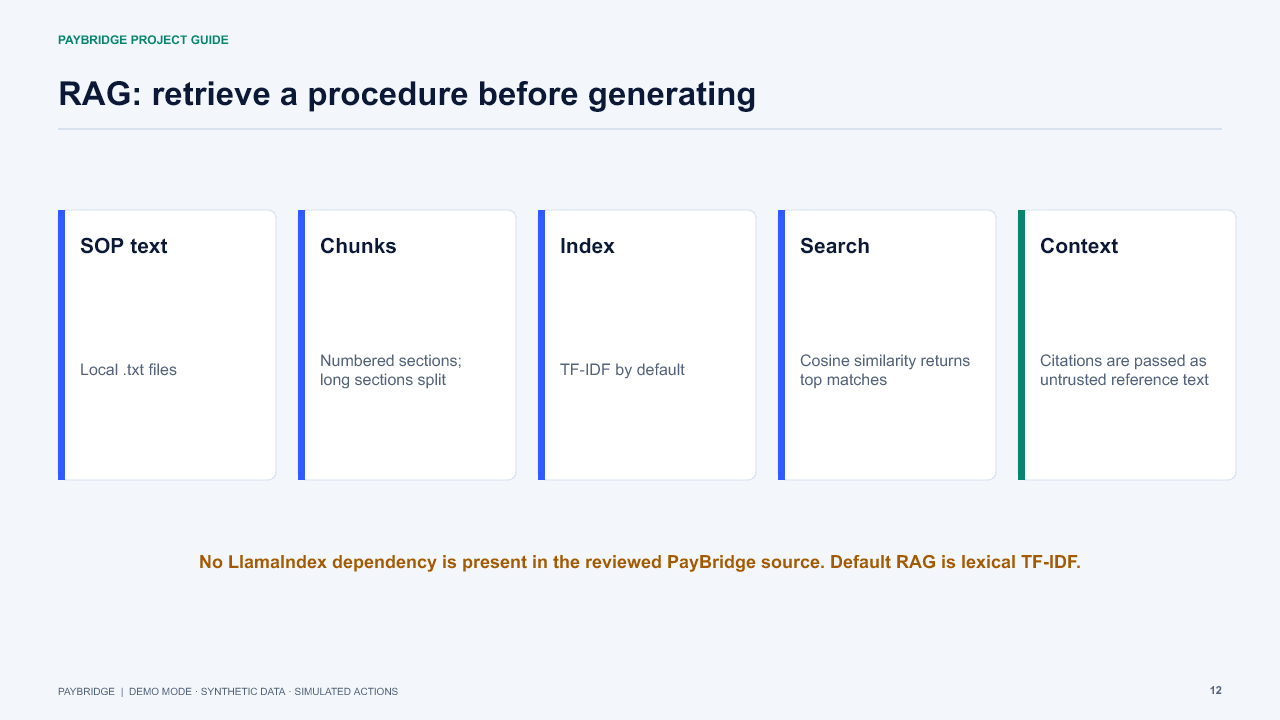 PAYBRIDGE PROJECT GUIDE
RAG: retrieve a procedure before generating
SOP text
Local .txt files
Chunks
Numbered sections;
long sections split
Index
TF-IDF by default
Search
Cosine similarity returns
top matches
Context
Citations are passed as
untrusted reference text
No LlamaIndex dependency is present in the reviewed PayBridge source. Default RAG is lexical TF-IDF.
PAYBRIDGE | DEMO MODE · SYNTHETIC DATA · SIMULATED ACTIONS
12